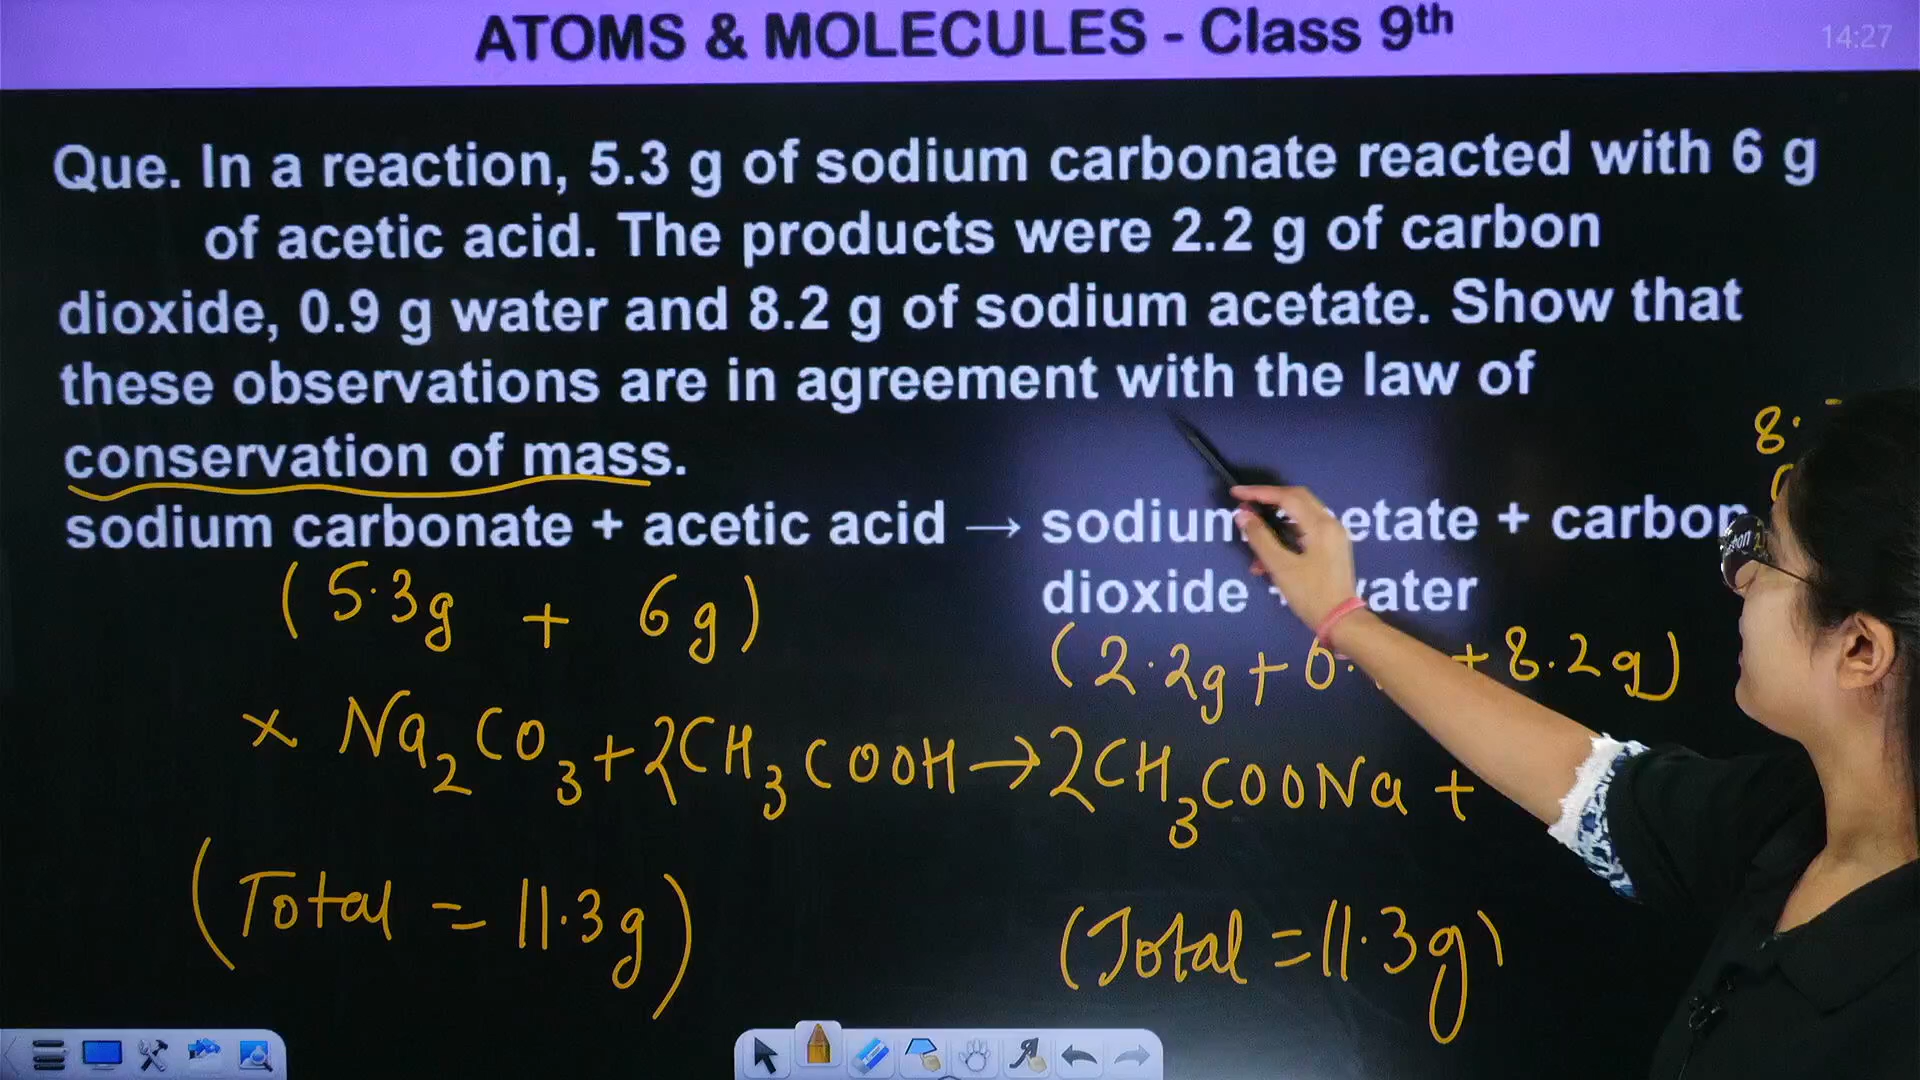 ATOMS & MOLECULES - Class 9th
14:27
Que. In a reaction, 5.3 g of sodium carbonate reacted with 6 g
of acetic acid. The products were 2.2 g of carbon
dioxide, 0.9 g water and 8.2 g of sodium acetate. Show that
these observations are in agreement with the law of
conservation of mass.
8.
sodium carbonate + acetic acid → sodium etate + carbon
dioxide ater
(5.3g + 6g)
(2.2g + 0. + 8.2g)
× Na₂CO₃ + 2CH₃COOH → 2CH₃COONa +
(Total = 11.3g)
(Total = 11.3g)